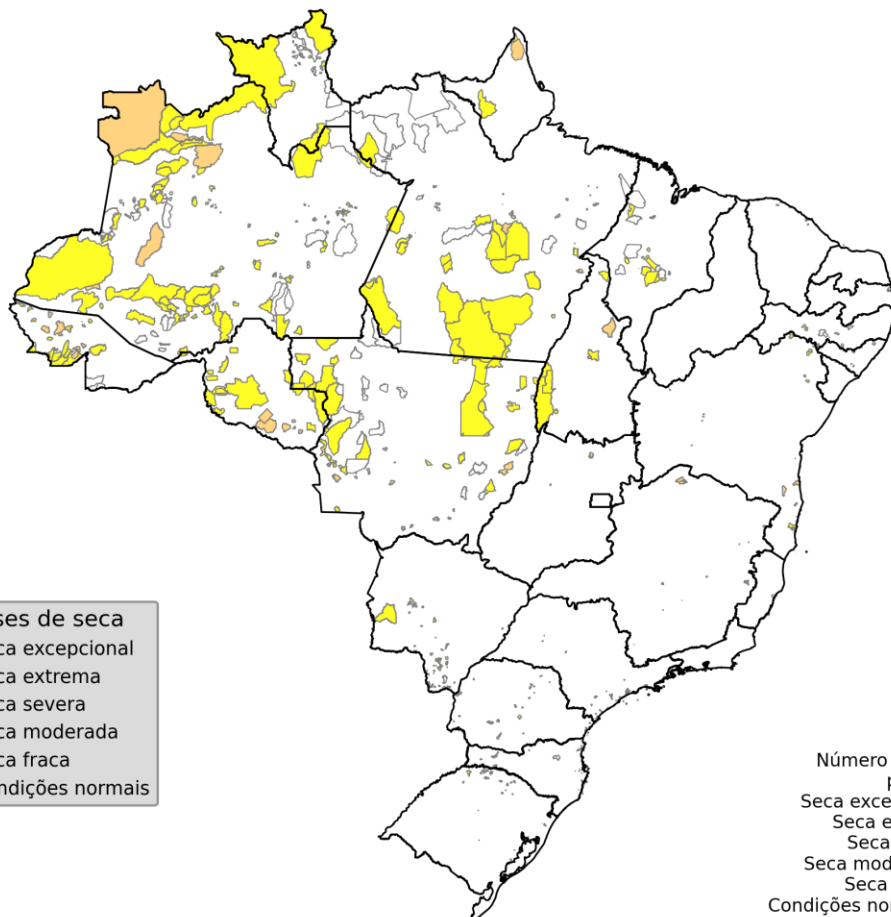 ses de seca
ca excepcional
ca extrema
ca severa
ca moderada
ca fraca
ndições normais
Número
p
Seca exce
Seca e
Seca
Seca mod
Seca
Condições nor